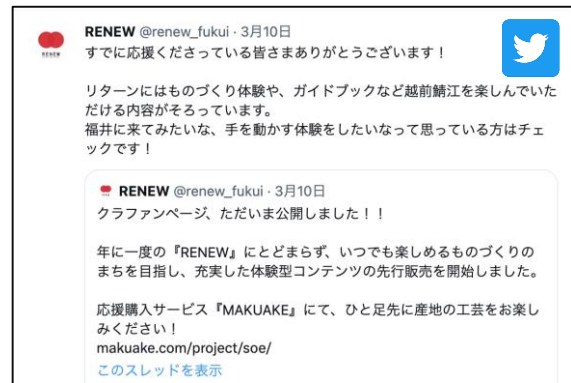 RENEW @renew_fukui · 3月10日
すでに応援くださっている皆さまありがとうございます！
リターンにはものづくり体験や、ガイドブックなど越前鯖江を楽しんでいた
だける内容がそろっています。
福井に来てみたいな、手を動かす体験をしたいなって思っている方はチェ
ックです！
RENEW
RENEW @renew_fukui · 3月10日
クラファンページ、ただいま公開しました！！
年に一度の『RENEW』にとどまらず、いつでも楽しめるものづくりの
まちを目指し、充実した体験型コンテンツの先行販売を開始しました。
応援購入サービス『MAKUAKE』にて、ひと足先に産地の工芸をお楽し
みください！
makuake.com/project/soe/
このスレッドを表示